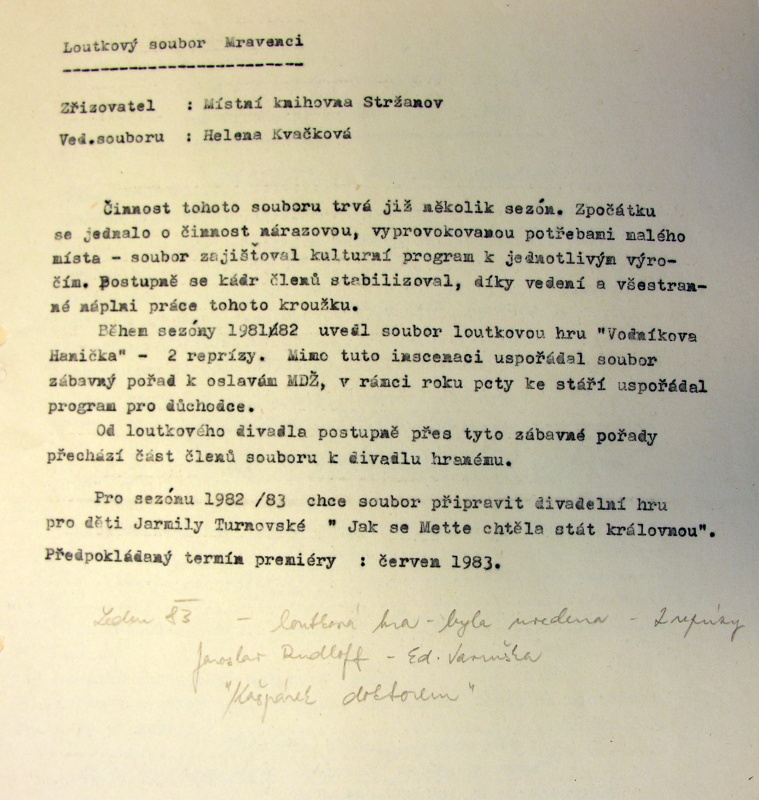 Loutkový soubor Mravenci
-------------------------
Zřizovatel : Místní knihovna Stržanov
Ved.souboru : Helena Kvačková
Činnost tohoto souboru trvá již několik sezón. Zpočátku
se jednalo o činnost nárazovou, vyprovokovanou potřebami malého
místa - soubor zajišťoval kulturní program k jednotlivým výro-
čím. Postupně se kádr členů stabilizoval, díky vedení a všestran-
né náplni práce tohoto kroužku.
Během sezóny 1981/82 uvedl soubor loutkovou hru "Vodníkova
Hanička" - 2 reprízy. Mimo tuto inscenaci uspořádal soubor
zábavný pořad k oslavám MDŽ, v rámci roku pcty ke stáří uspořádal
program pro důchodce.
Od loutkového divadla postupně přes tyto zábavné pořady
přechází část členů souboru k divadlu hranému.
Pro sezónu 1982 /83 chce soubor připravit divadelní hru
pro děti Jarmily Turnovské " Jak se Mette chtěla stát královnou".
Předpokládaný termín premiéry : červen 1983.
Leden 83 - loutková hra - byla uvedena - 2 reprízy
Jaroslav Rudloff - Ed. Varmuška
"Kašpárek doktorem"